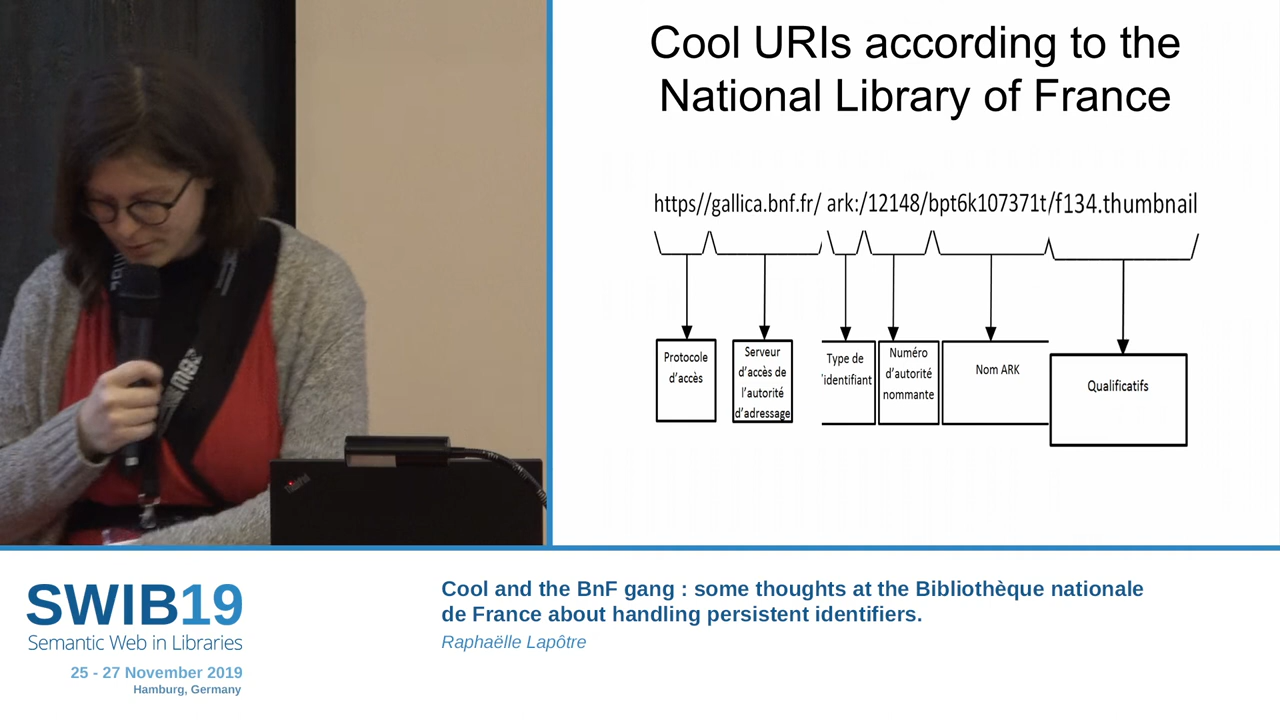 Cool URIs according to the
National Library of France
https//gallica.bnf.fr/ ark:/12148/bpt6k107371t/f134.thumbnail
Protocole
d'accès
Serveur
d'accès de
l'autorité
d'adressage
Type de
'identifiant
Numéro
d'autorité
nommante
Nom ARK
Qualificatifs
ThinkPad
SWIB19
Semantic Web in Libraries
25 - 27 November 2019
Hamburg, Germany
Cool and the BnF gang : some thoughts at the Bibliothèque nationale
de France about handling persistent identifiers.
Raphaëlle Lapôtre